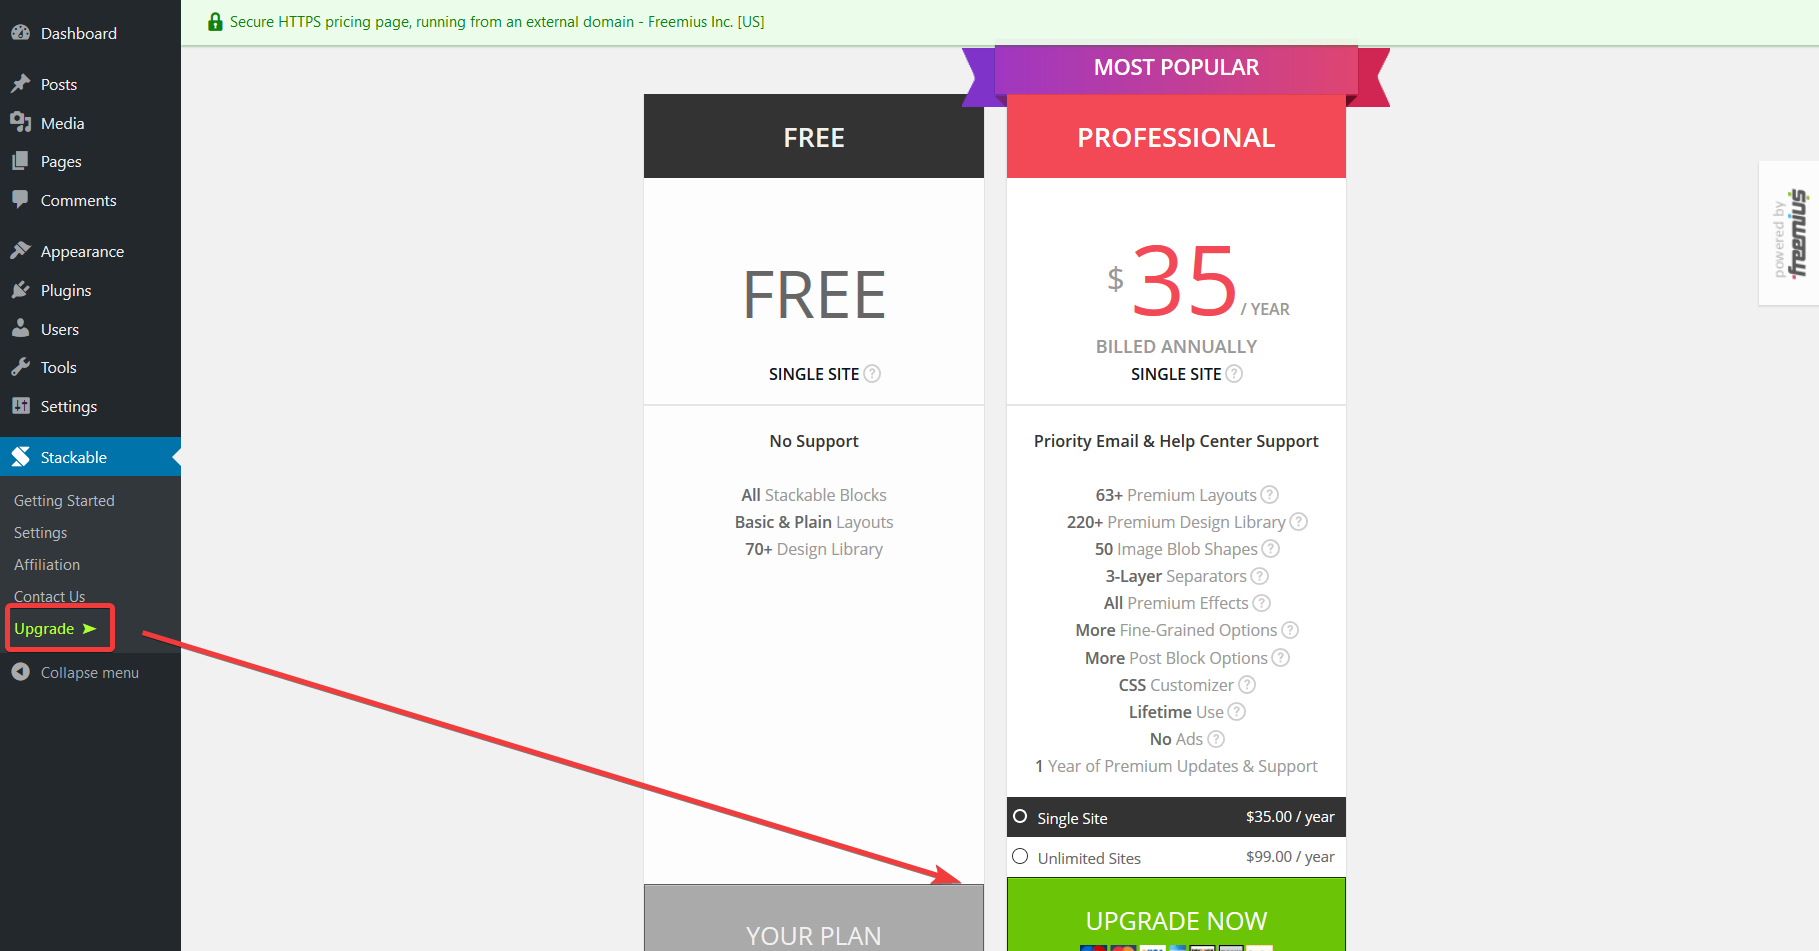 Secure HTTPS pricing page, running from an external domain - Freemius Inc. [US]
Dashboard
Posts
Media
Pages
Comments
Appearance
Plugins
Users
Tools
Settings
Stackable
Getting Started
Settings
Affiliation
Contact Us
Upgrade ➤
Collapse menu
FREE
FREE
SINGLE SITE ?
No Support
All Stackable Blocks
Basic & Plain Layouts
70+ Design Library
YOUR PLAN
MOST POPULAR
PROFESSIONAL
$ 35 / YEAR
BILLED ANNUALLY
SINGLE SITE ?
Priority Email & Help Center Support
63+ Premium Layouts ?
220+ Premium Design Library ?
50 Image Blob Shapes ?
3-Layer Separators ?
All Premium Effects ?
More Fine-Grained Options ?
More Post Block Options ?
CSS Customizer ?
Lifetime Use ?
No Ads ?
1 Year of Premium Updates & Support
Single Site $35.00 / year
Unlimited Sites $99.00 / year
UPGRADE NOW
powered by
freemius